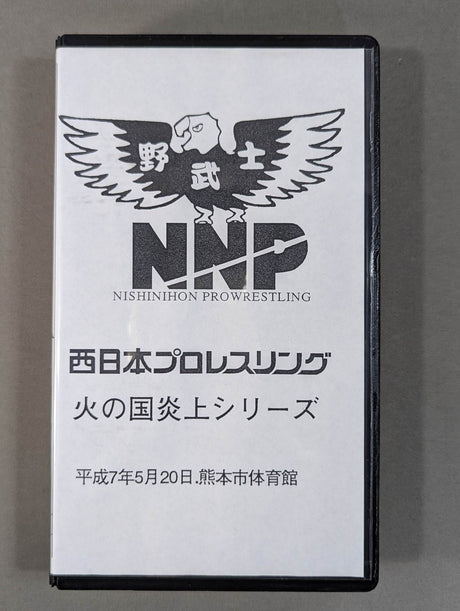 野武士
NNP
NISHINIHON PROWRESTLING
西日本プロレスリング
火の国炎上シリーズ
平成7年5月20日.熊本市体育館